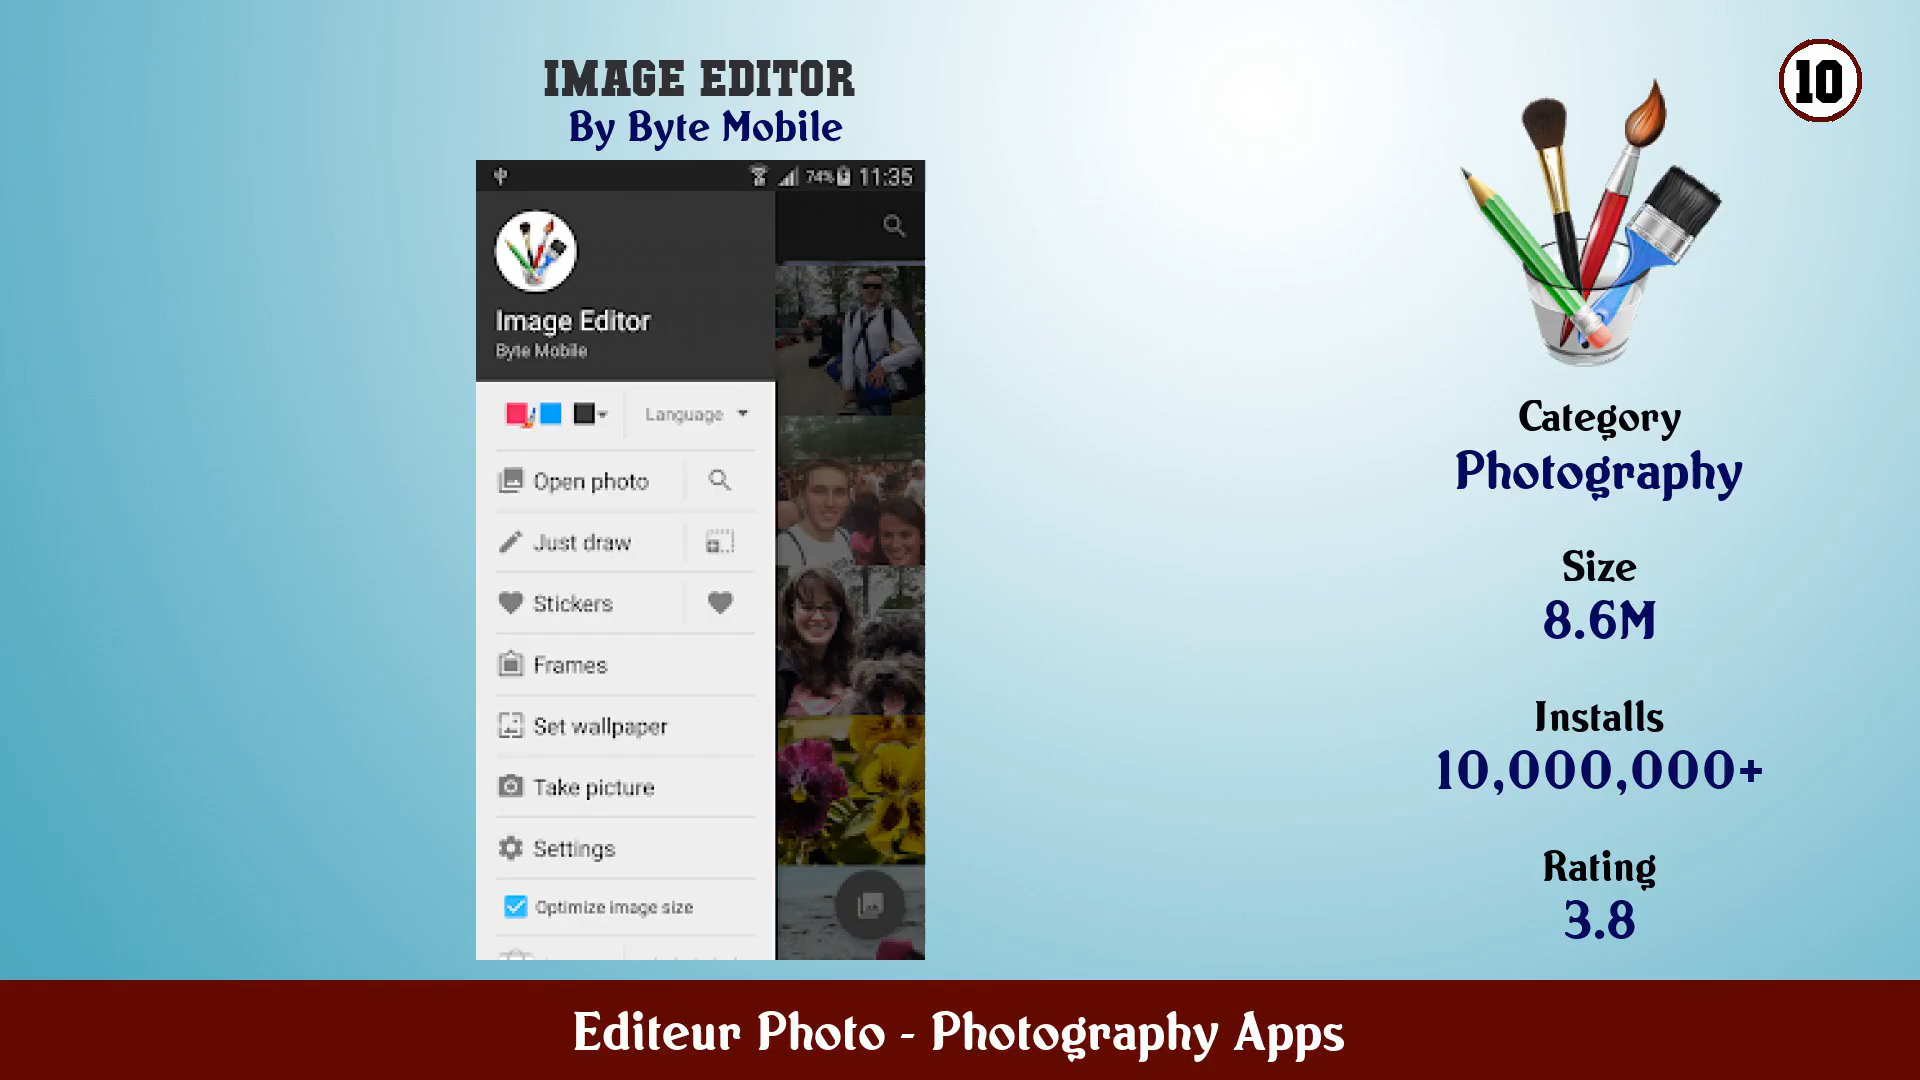 IMAGE EDITOR
By Byte Mobile
10
74% 11:35
Image Editor
Byte Mobile
Language
Open photo
Just draw
Stickers
Frames
Set wallpaper
Take picture
Settings
Optimize image size
Category
Photography
Size
8.6M
Installs
10,000,000+
Rating
3.8
Editeur Photo - Photography Apps